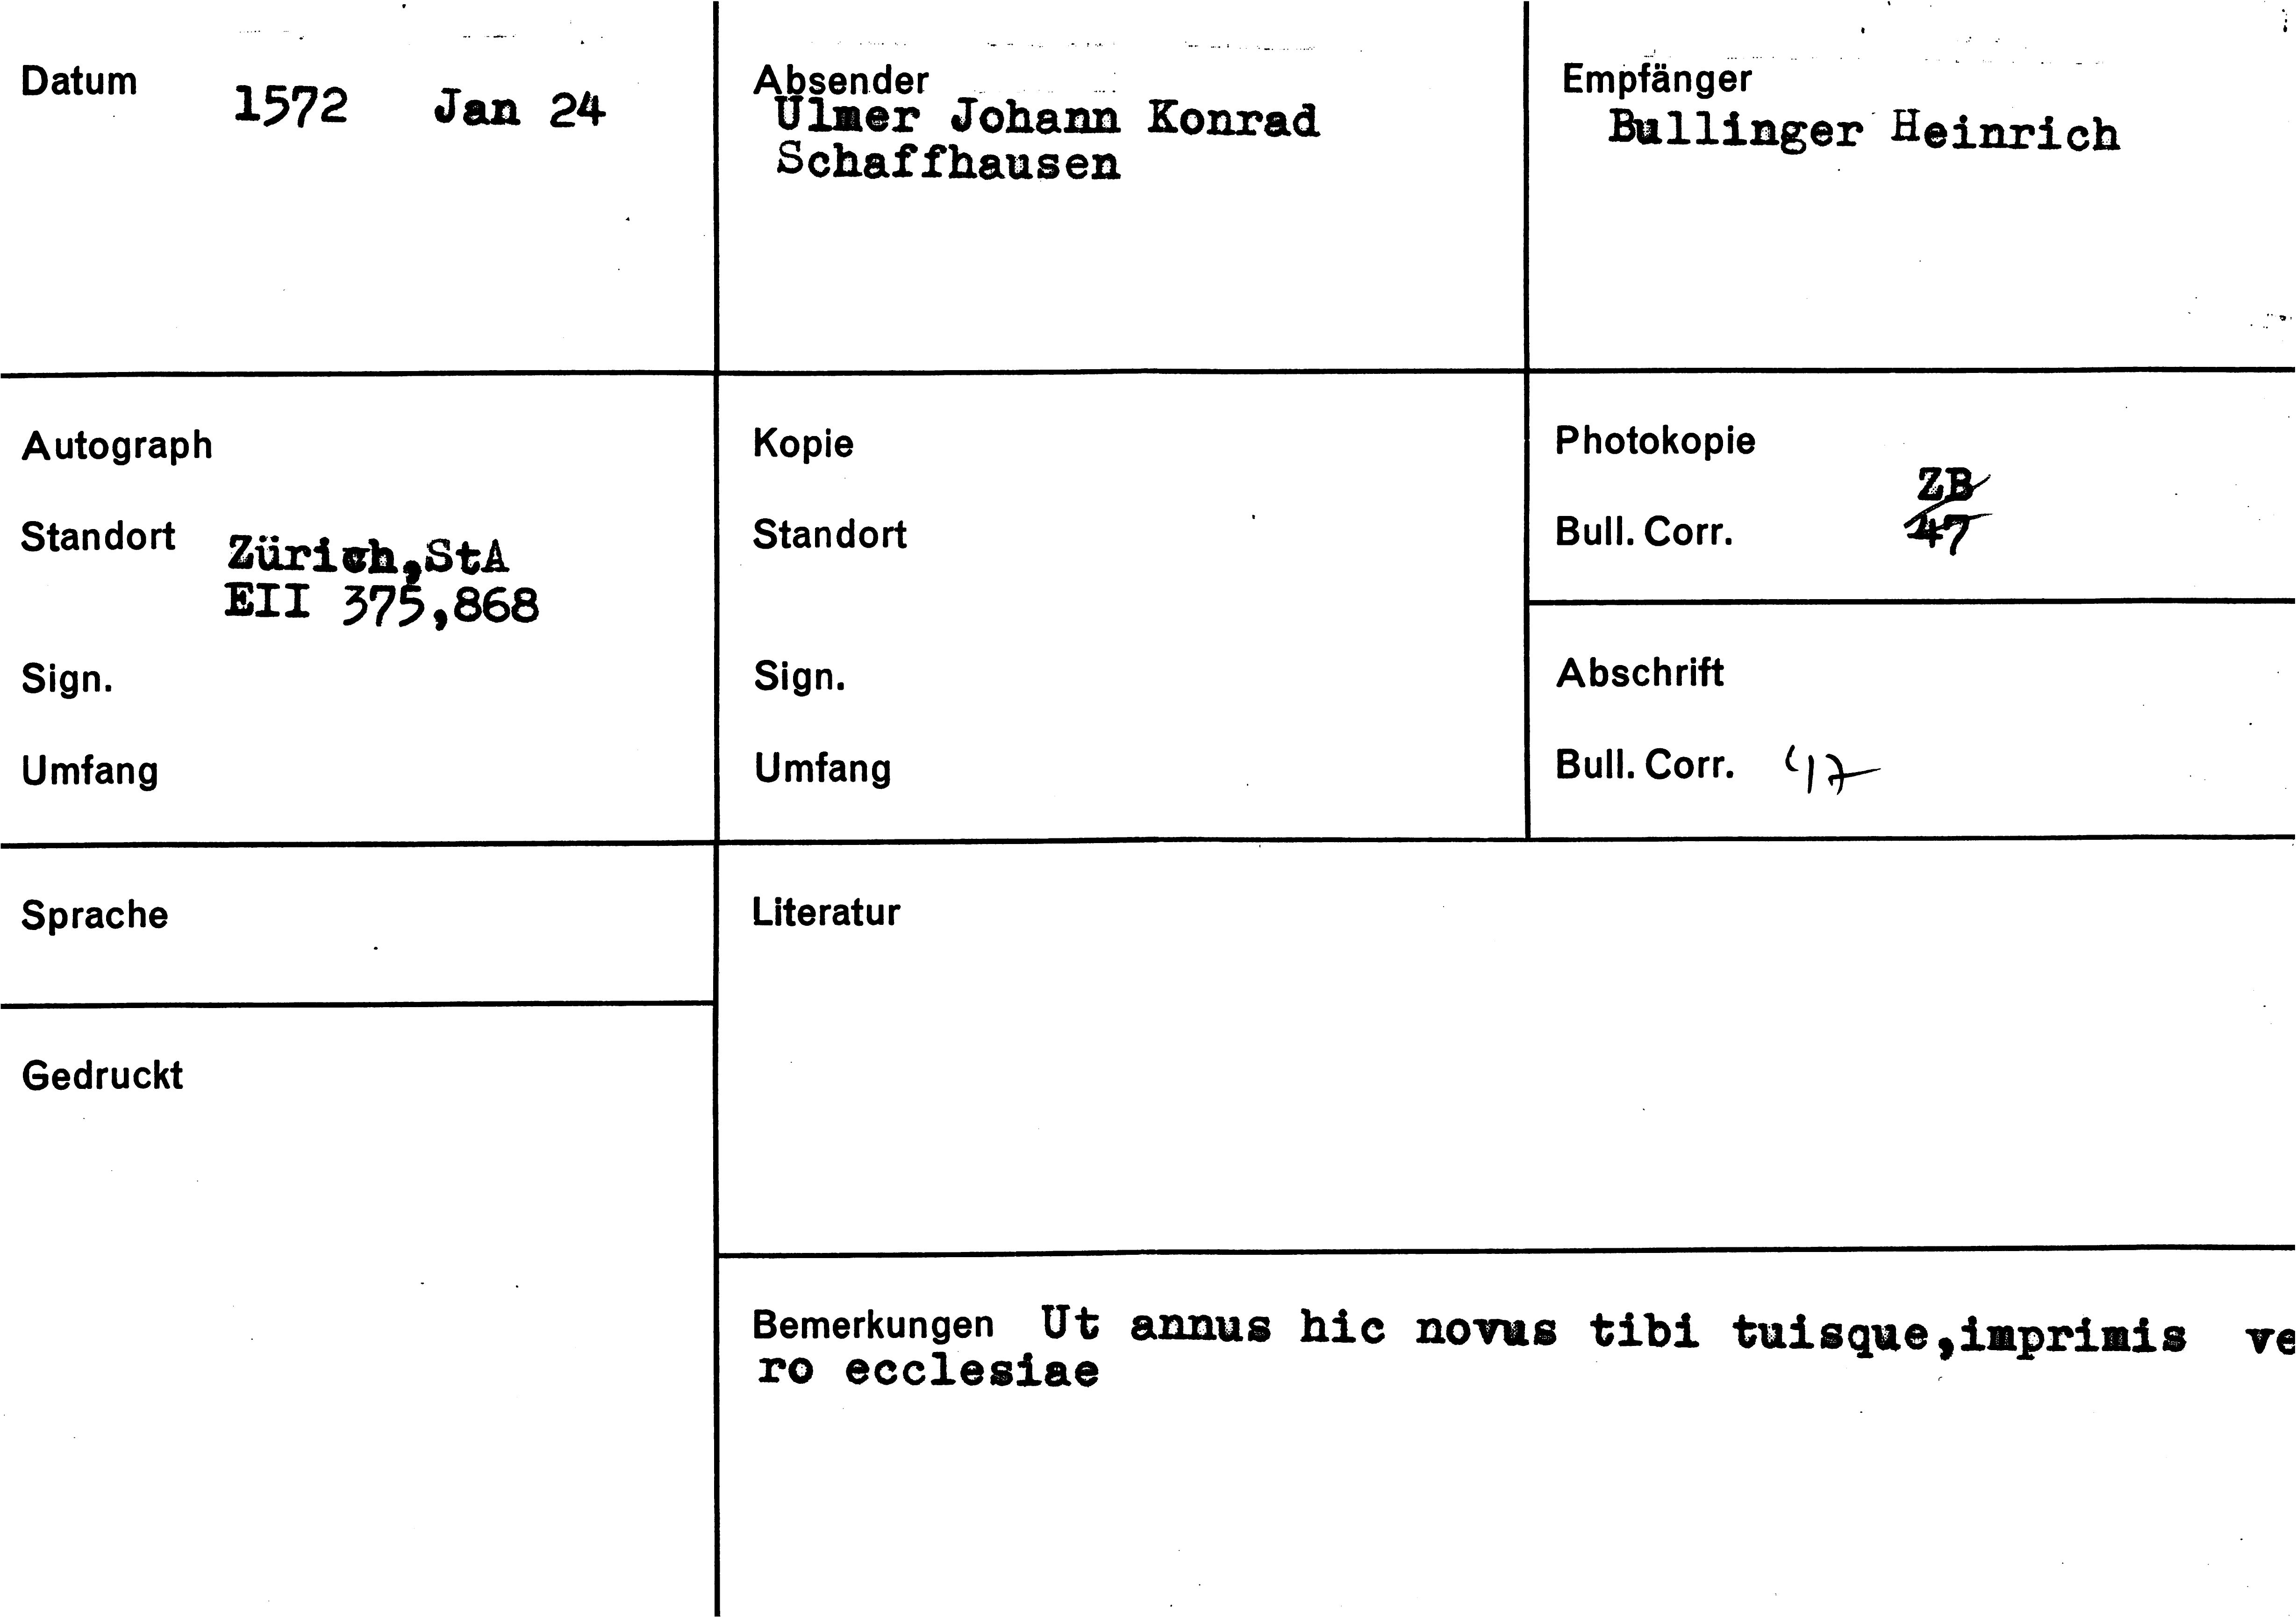 Datum 1572 Jan 24
Absender
Ulmer Johann Konrad
Schaffhausen
Empfänger
Bullinger Heinrich
Autograph
Standort Zürich,StA
EII 375,868
Sign.
Umfang
Kopie
Standort
Sign.
Umfang
Photokopie
ZB
Bull. Corr. 47
Abschrift
Bull. Corr. 47
Sprache
Literatur
Gedruckt
Bemerkungen Ut annus hic novus tibi tuisque,imprimis ve
ro ecclesiae